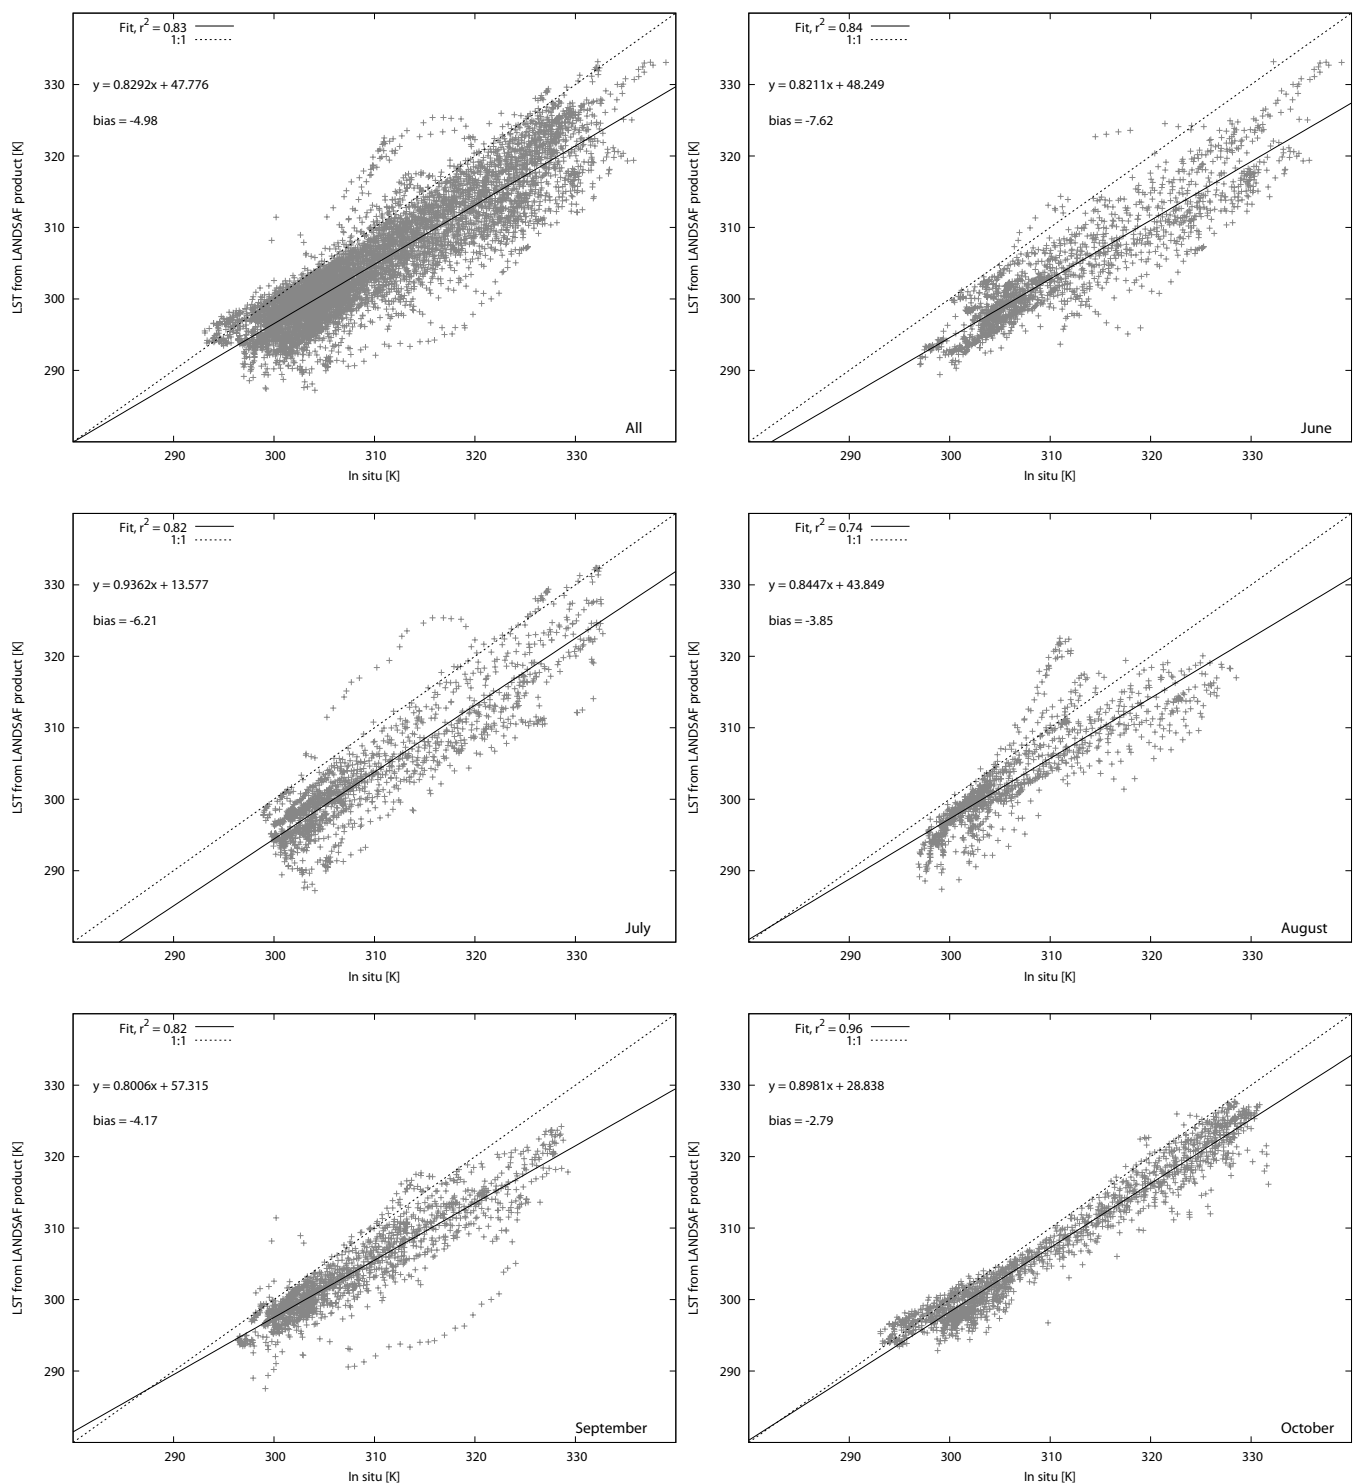 Fit, r2 = 0.83
1:1
y = 0.8292x + 47.776
bias = -4.98
330
320
310
300
290
LST from LANDSAF product [K]
All
290 300 310 320 330
In situ [K]
Fit, r2 = 0.84
1:1
y = 0.8211x + 48.249
bias = -7.62
330
320
310
300
290
LST from LANDSAF product [K]
June
290 300 310 320 330
In situ [K]
Fit, r2 = 0.82
1:1
y = 0.9362x + 13.577
bias = -6.21
330
320
310
300
290
LST from LANDSAF product [K]
July
290 300 310 320 330
In situ [K]
Fit, r2 = 0.74
1:1
y = 0.8447x + 43.849
bias = -3.85
330
320
310
300
290
LST from LANDSAF product [K]
August
290 300 310 320 330
In situ [K]
Fit, r2 = 0.82
1:1
y = 0.8006x + 57.315
bias = -4.17
330
320
310
300
290
LST from LANDSAF product [K]
September
290 300 310 320 330
In situ [K]
Fit, r2 = 0.96
1:1
y = 0.8981x + 28.838
bias = -2.79
330
320
310
300
290
LST from LANDSAF product [K]
October
290 300 310 320 330
In situ [K]